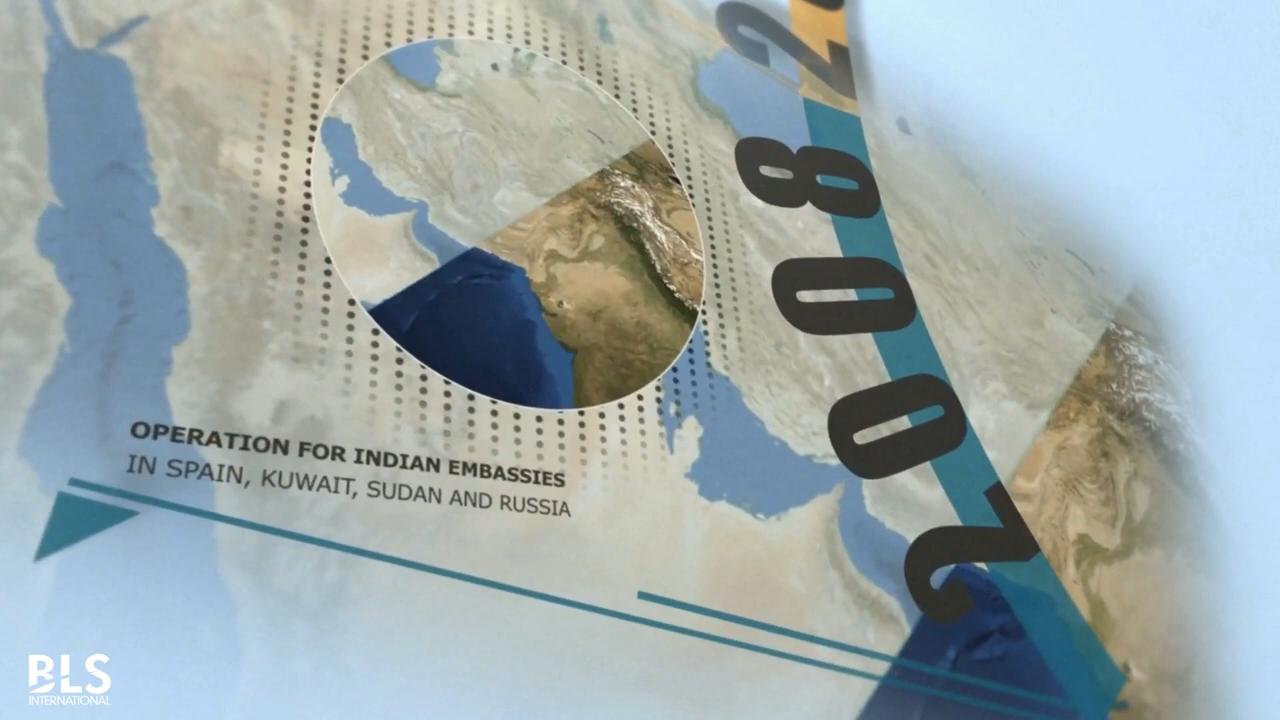 OPERATION FOR INDIAN EMBASSIES
IN SPAIN, KUWAIT, SUDAN AND RUSSIA
2008
BLS
INTERNATIONAL